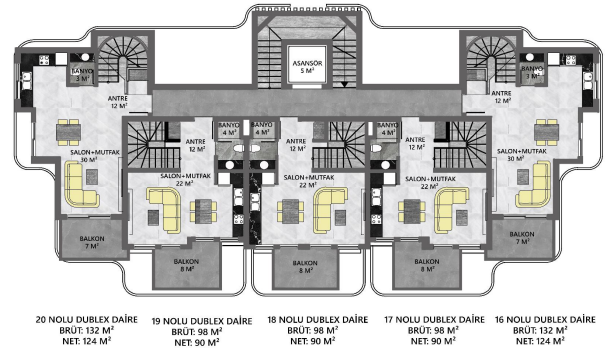 ASANSÖR
5 M²
BANYO
3 M²
ANTRE
12 M²
SALON+MUTFAK
30 M²
BALKON
7 M²
BANYO
4 M²
ANTRE
12 M²
SALON+MUTFAK
22 M²
BALKON
8 M²
BANYO
4 M²
ANTRE
12 M²
SALON+MUTFAK
22 M²
BALKON
8 M²
BANYO
4 M²
ANTRE
12 M²
SALON+MUTFAK
22 M²
BALKON
8 M²
BANYO
3 M²
ANTRE
12 M²
SALON+MUTFAK
30 M²
BALKON
7 M²
20 NOLU DUBLEX DAİRE
BRÜT: 132 M²
NET: 124 M²
19 NOLU DUBLEX DAİRE
BRÜT: 98 M²
NET: 90 M²
18 NOLU DUBLEX DAİRE
BRÜT: 98 M²
NET: 90 M²
17 NOLU DUBLEX DAİRE
BRÜT: 98 M²
NET: 90 M²
16 NOLU DUBLEX DAİRE
BRÜT: 132 M²
NET: 124 M²